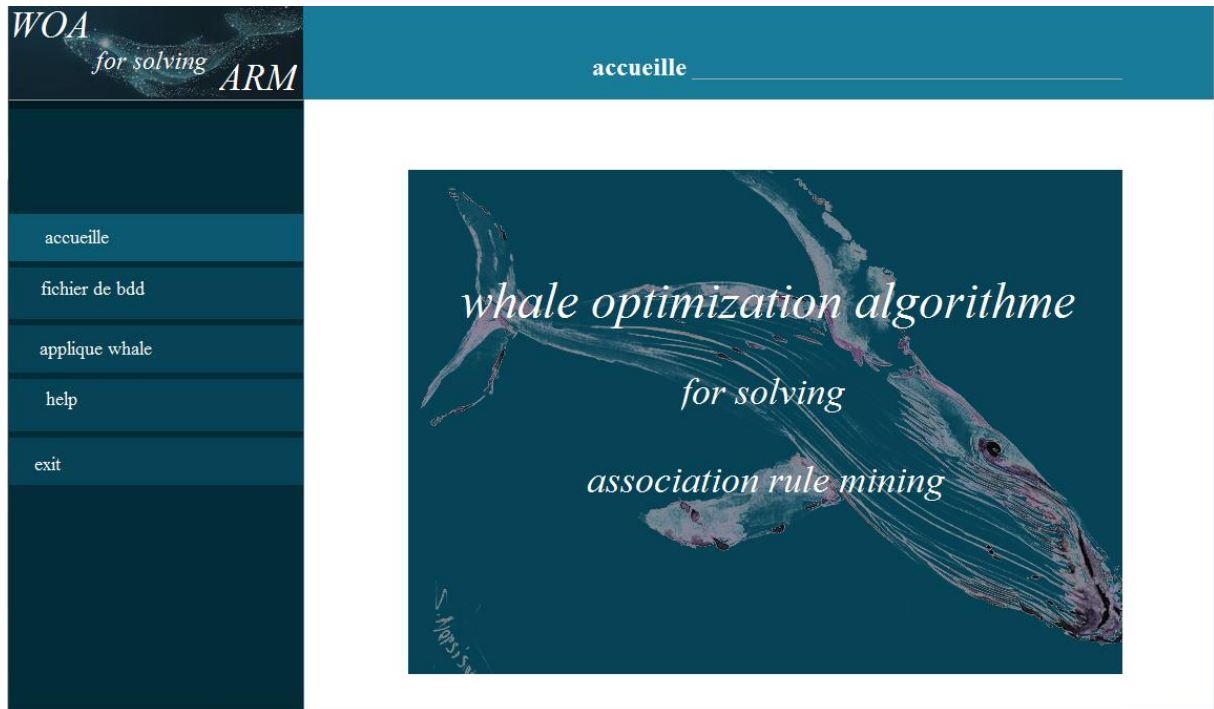 WOA
for solving
ARM
accueille
accueille
fichier de bdd
applique whale
help
exit
whale optimization algorithme
for solving
association rule mining